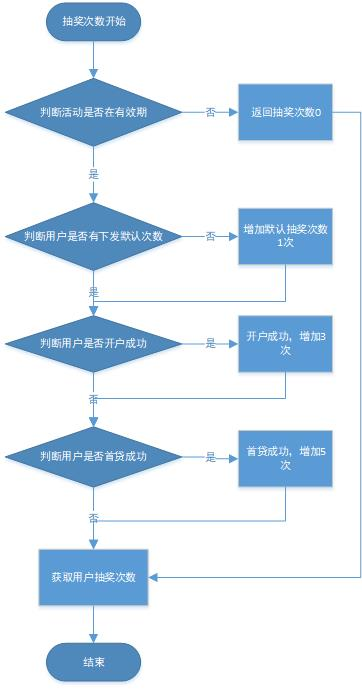 抽奖次数开始
判断活动是否在有效期
否
返回抽奖次数0
是
判断用户是否有下发默认次数
否
增加默认抽奖次数
1次
是
判断用户是否开户成功
是
开户成功，增加3
次
否
判断用户是否首贷成功
是
首贷成功，增加5
次
否
获取用户抽奖次数
结束